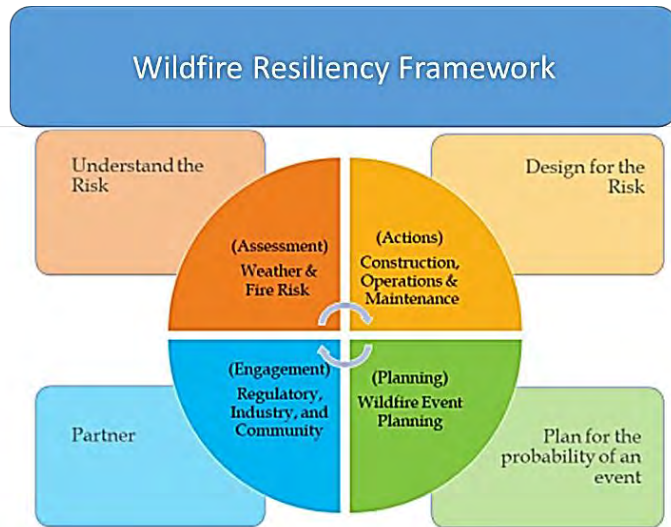 Wildfire Resiliency Framework
Understand the
Risk
Design for the
Risk
(Assessment)
Weather &
Fire Risk
(Actions)
Construction,
Operations &
Maintenance
(Engagement)
Regulatory,
Industry, and
Community
(Planning)
Wildfire Event
Planning
Partner
Plan for the
probability of an
event